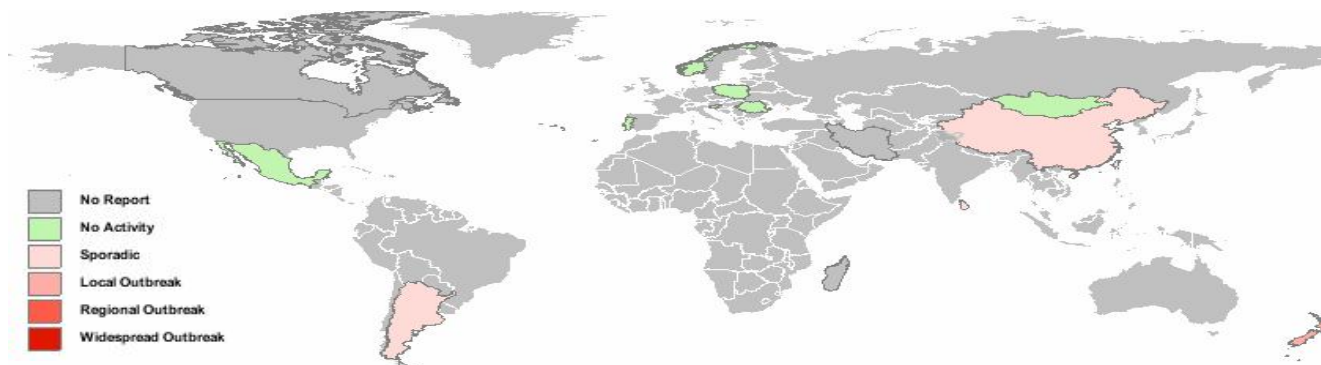 No Report
No Activity
Sporadic
Local Outbreak
Regional Outbreak
Widespread Outbreak